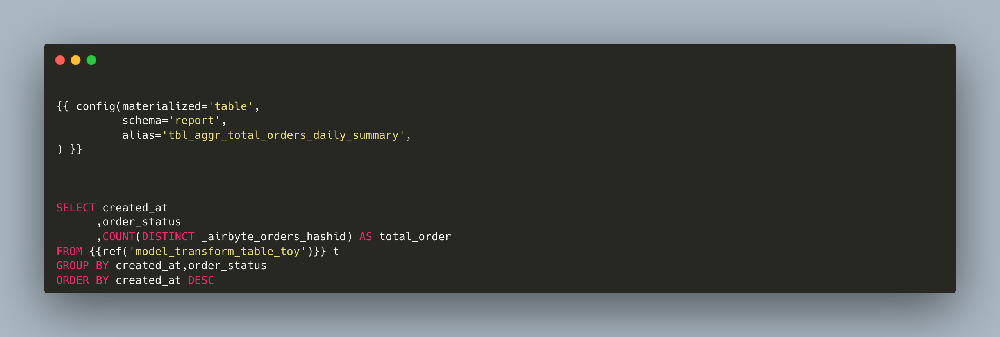 {{ config(materialized='table',
          schema='report',
          alias='tbl_aggr_total_orders_daily_summary',
) }}
SELECT created_at
      ,order_status
      ,COUNT(DISTINCT _airbyte_orders_hashid) AS total_order
FROM {{ref('model_transform_table_toy')}} t
GROUP BY created_at,order_status
ORDER BY created_at DESC